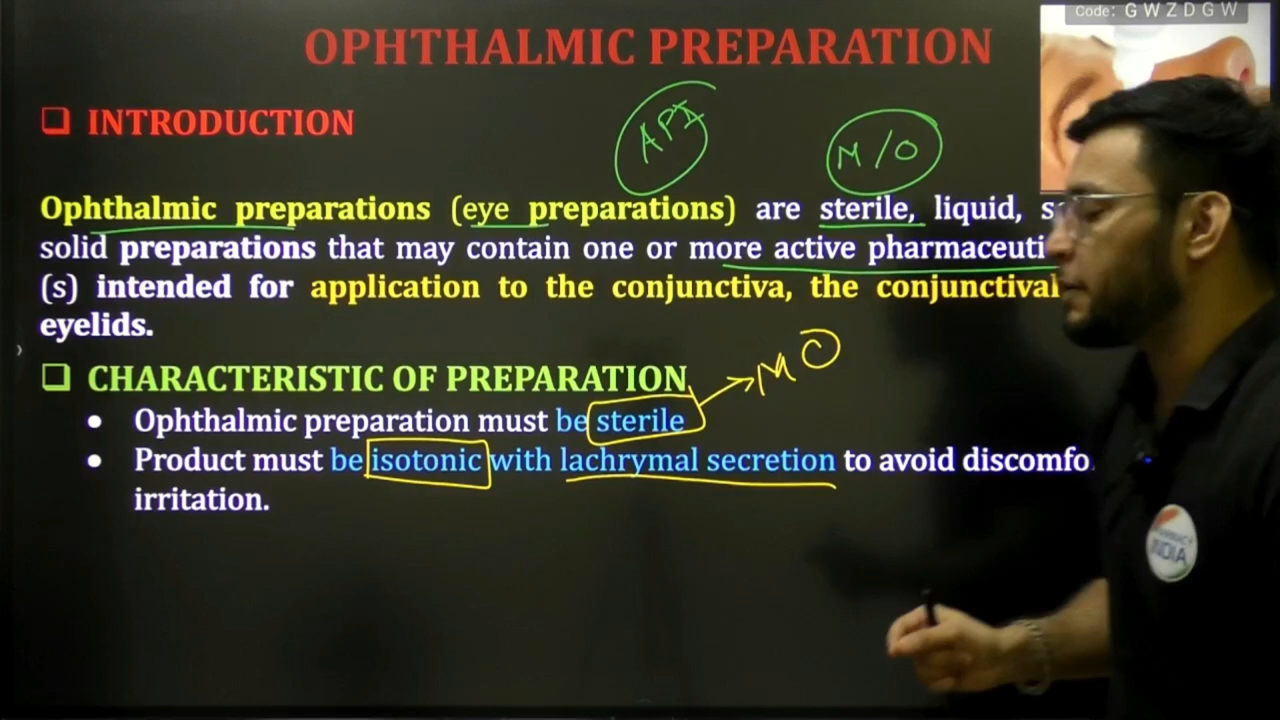 Code: G W Z D G W
OPHTHALMIC PREPARATION
❑ INTRODUCTION
API
M/O
Ophthalmic preparations (eye preparations) are sterile, liquid,
solid preparations that may contain one or more active
(s) intended for application to the conjunctiva, the
eyelids.
❑ CHARACTERISTIC OF PREPARATION
MO
• Ophthalmic preparation must be sterile
• Product must be isotonic with lachrymal secretion to avoid
irritation.
INDIA